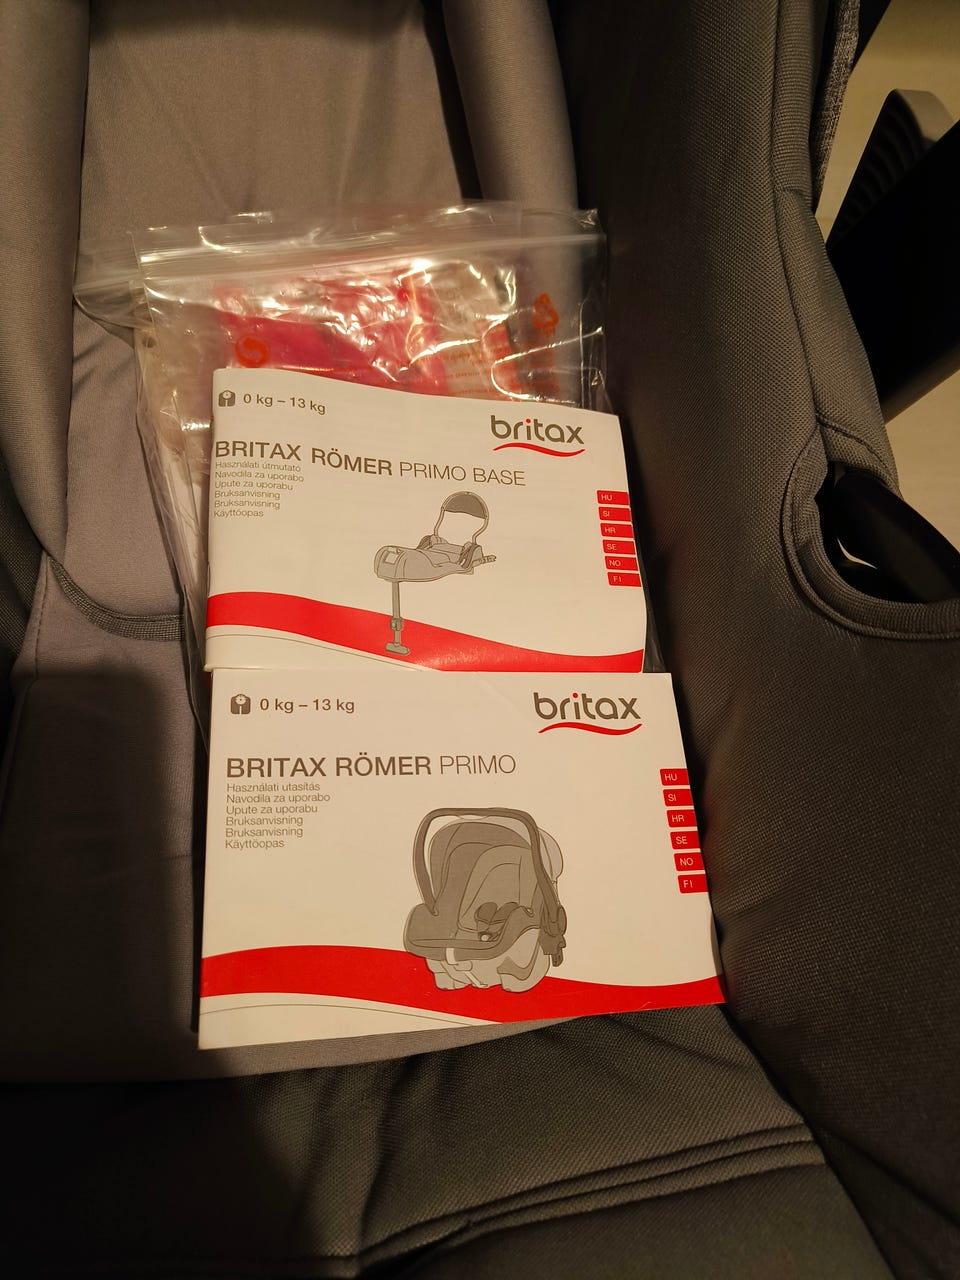 0 kg – 13 kg
britax
BRITAX RÖMER PRIMO BASE
Használati útmutató
Navodila za uporabo
Upute za uporabu
Bruksanvisning
Bruksanvisning
Käyttöopas
HU
SI
HR
SE
NO
FI
0 kg – 13 kg
britax
BRITAX RÖMER PRIMO
Használati utasítás
Navodila za uporabo
Upute za uporabu
Bruksanvisning
Bruksanvisning
Käyttöopas
HU
SI
HR
SE
NO
FI